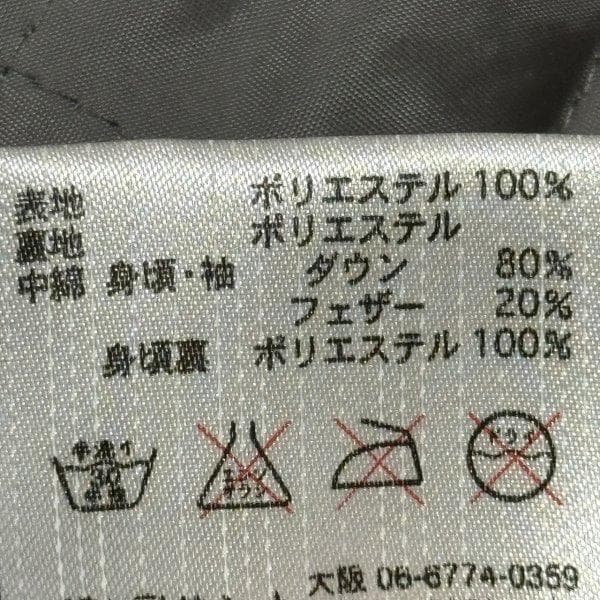 表地 ポリエステル 100%
裏地 ポリエステル
中綿 身頃・袖 ダウン 80%
フェザー 20%
身頃裏 ポリエステル 100%
手洗イ
30
中性
エンソ
サラシ
ドライ
大阪 06-6774-0359